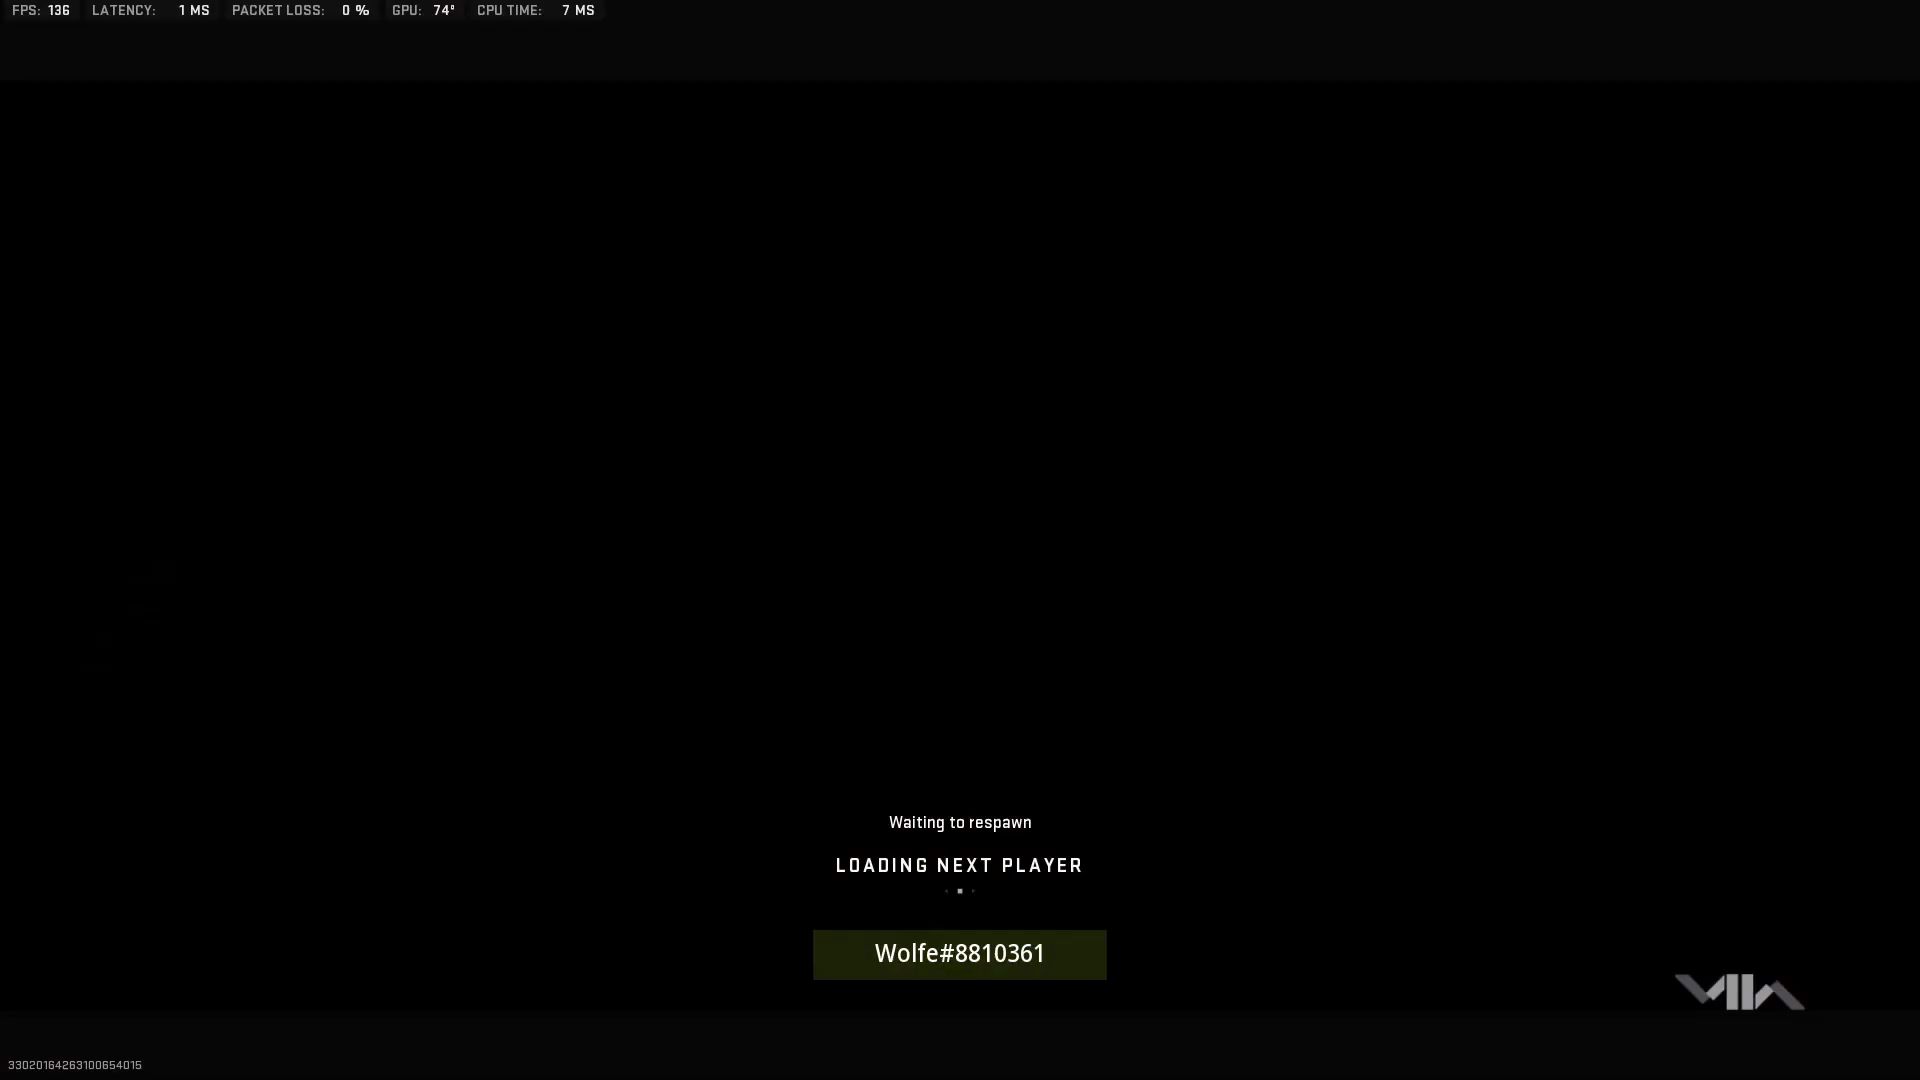 FPS: 136 LATENCY: 1 MS PACKET LOSS: 0 % GPU: 74° CPU TIME: 7 MS
Waiting to respawn
LOADING NEXT PLAYER
Wolfe#8810361
33020164263100654015